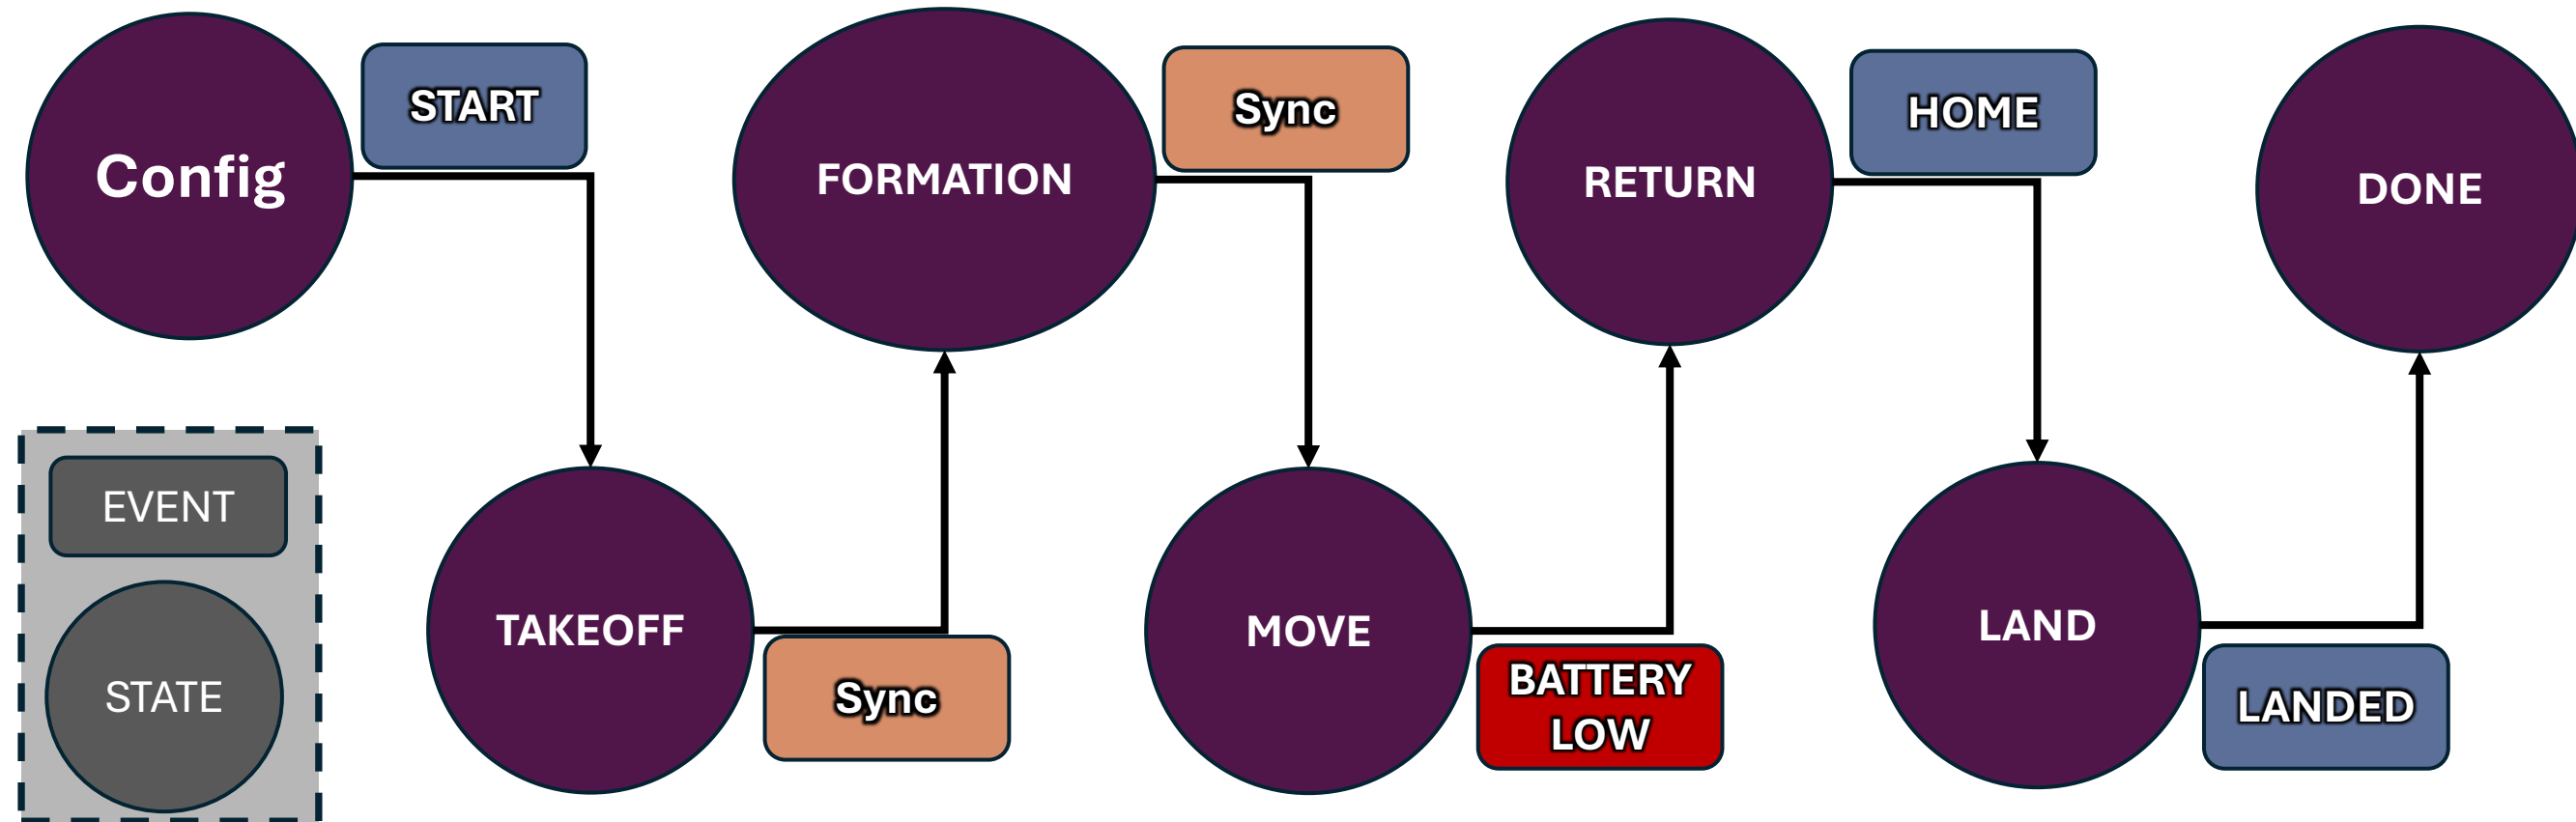 Config
START
FORMATION
Sync
RETURN
HOME
DONE
EVENT
STATE
TAKEOFF
Sync
MOVE
BATTERY
LOW
LAND
LANDED